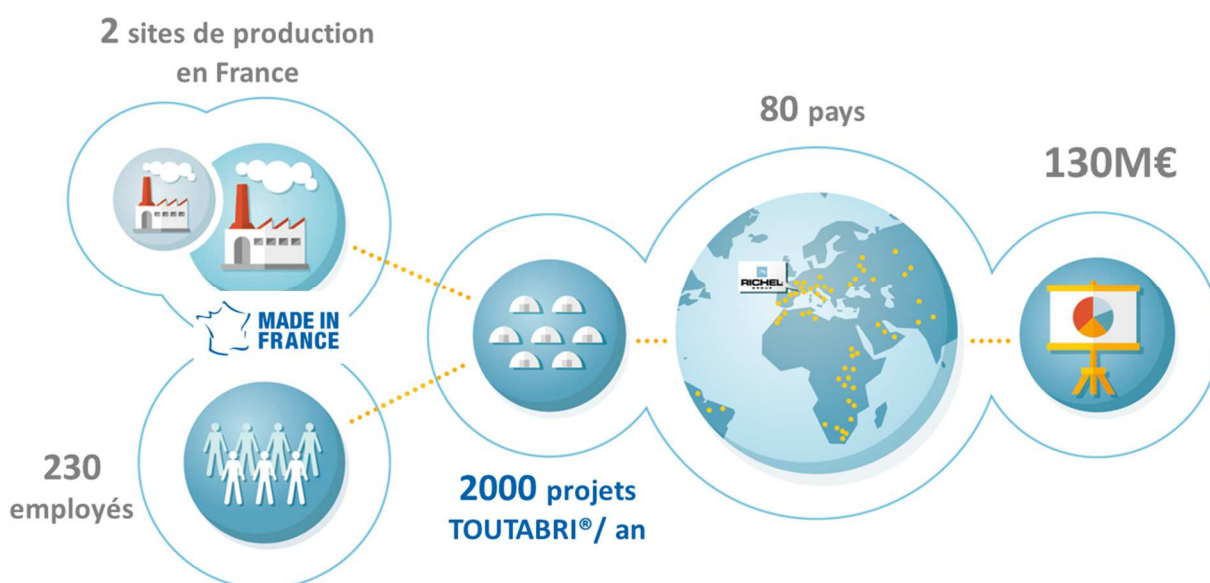 2 sites de production
en France
80 pays
130M€
RICHEL
GROUP
MADE IN
FRANCE
230
employés
2000 projets
TOUTABRI®/ an